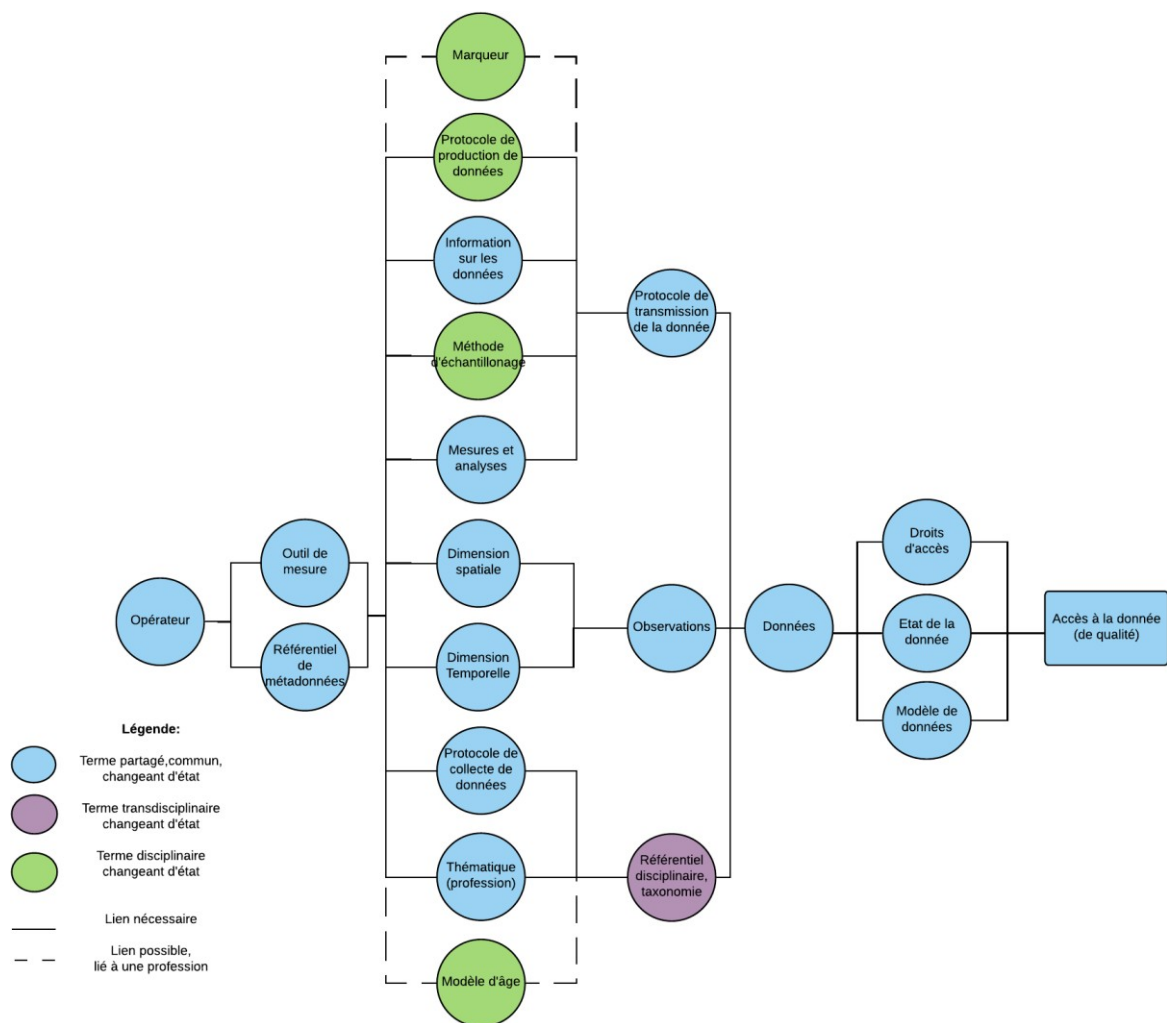 Marqueur
Protocole de
production de
données
Information
sur les
données
Protocole de
transmission
de la donnée
Méthode
d'échantillonage
Mesures et
analyses
Outil de
mesure
Dimension
spatiale
Droits
d'accès
Opérateur
Observations
Données
Etat de la
donnée
Accès à la donnée
(de qualité)
Référentiel
de
métadonnées
Dimension
Temporelle
Modèle de
données
Protocole de
collecte de
données
Thématique
(profession)
Référentiel
disciplinaire,
taxonomie
Modèle d'âge
Légende:
Terme partagé,commun,
changeant d'état
Terme transdisciplinaire
changeant d'état
Terme disciplinaire
changeant d'état
Lien nécessaire
Lien possible,
lié à une profession